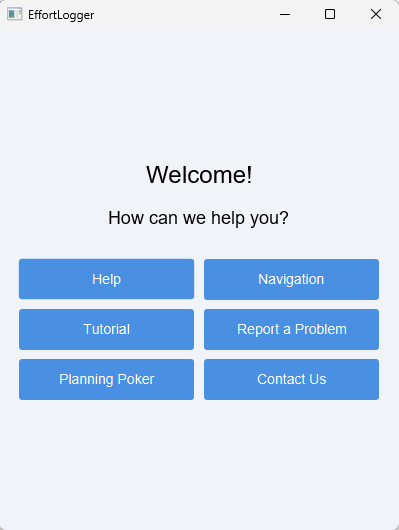 EffortLogger
Welcome!
How can we help you?
Help
Navigation
Tutorial
Report a Problem
Planning Poker
Contact Us